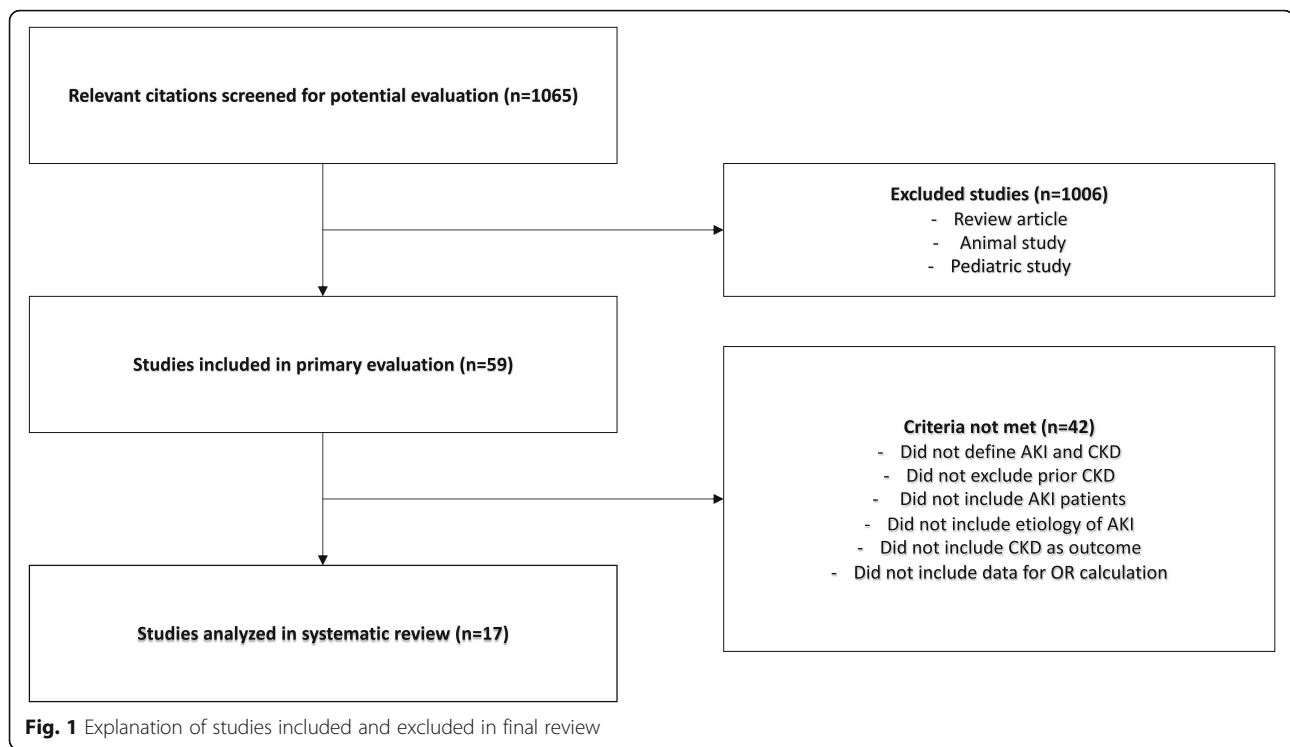 Relevant citations screened for potential evaluation (n=1065)
Excluded studies (n=1006)
- Review article
- Animal study
- Pediatric study
Studies included in primary evaluation (n=59)
Criteria not met (n=42)
- Did not define AKI and CKD
- Did not exclude prior CKD
- Did not include AKI patients
- Did not include etiology of AKI
- Did not include CKD as outcome
- Did not include data for OR calculation
Studies analyzed in systematic review (n=17)
Fig. 1 Explanation of studies included and excluded in final review